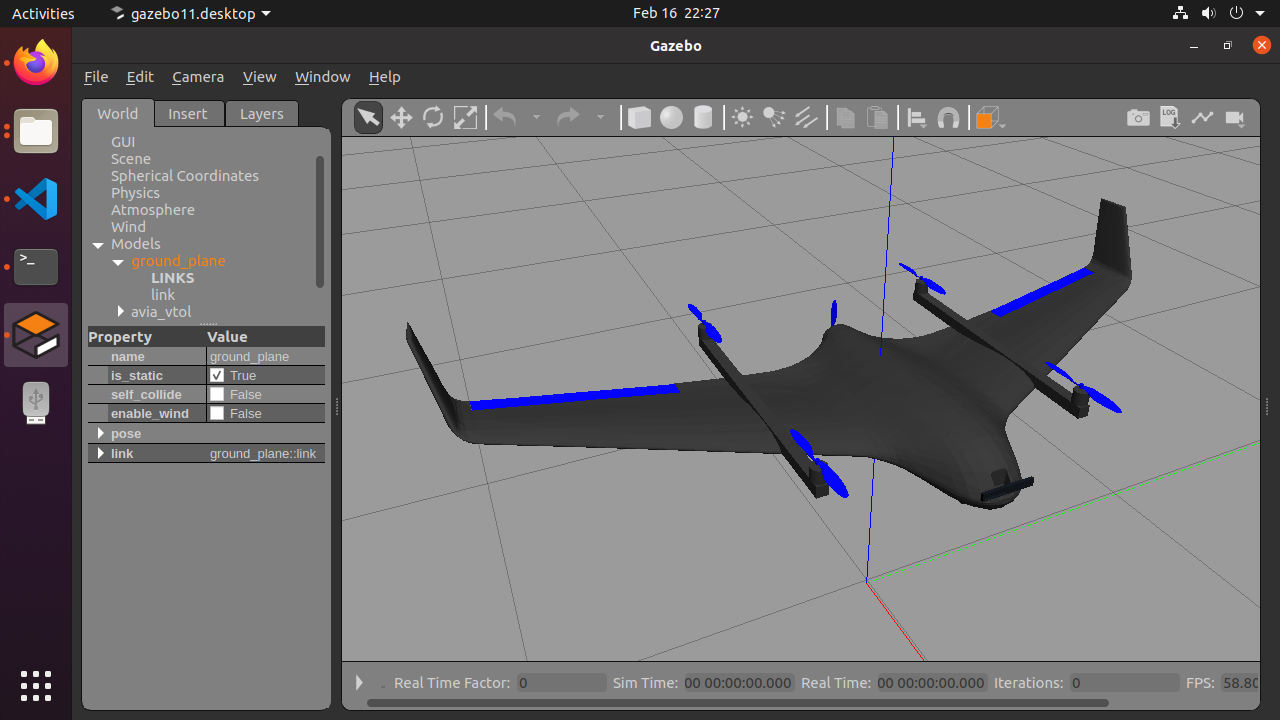 Activities gazebo11.desktop Feb 16 22:27
Gazebo
File Edit Camera View Window Help
World Insert Layers
LOG
GUI
Scene
Spherical Coordinates
Physics
Atmosphere
Wind
Models
ground_plane
LINKS
link
avia_vtol
Property Value
name ground_plane
is_static True
self_collide False
enable_wind False
pose
link ground_plane::link
>_
Real Time Factor: 0 Sim Time: 00 00:00:00.000 Real Time: 00 00:00:00.000 Iterations: 0 FPS: 58.80